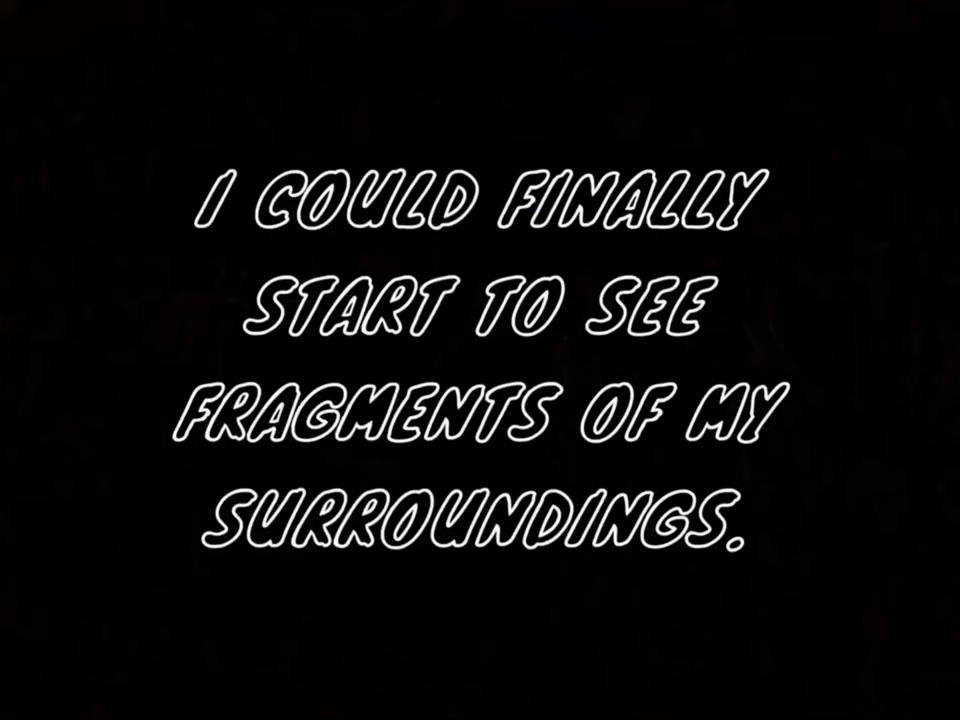 I COULD FINALLY
START TO SEE
FRAGMENTS OF MY
SURROUNDINGS.